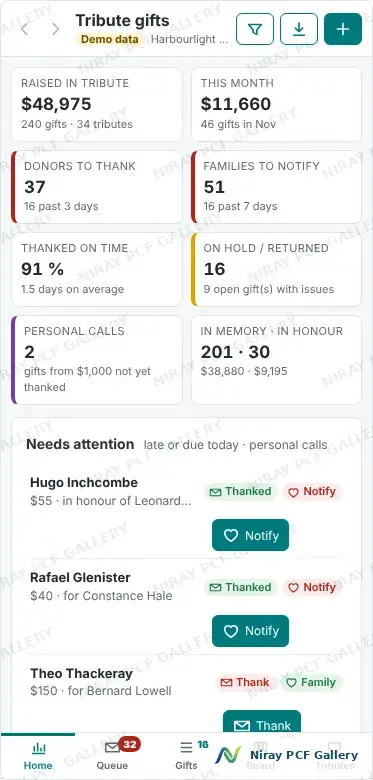 Tribute gifts
Demo data Harbourlight ...
RAISED IN TRIBUTE
$48,975
240 gifts · 34 tributes
THIS MONTH
$11,660
46 gifts in Nov
DONORS TO THANK
37
16 past 3 days
FAMILIES TO NOTIFY
51
16 past 7 days
THANKED ON TIME
91 %
1.5 days on average
ON HOLD / RETURNED
16
9 open gift(s) with issues
PERSONAL CALLS
2
gifts from $1,000 not yet
thanked
IN MEMORY · IN HONOUR
201 · 30
$38,880 · $9,195
Needs attention late or due today · personal calls
Hugo Inchcombe
$55 · in honour of Leonard...
Thanked Notify
Notify
Rafael Glenister
$40 · for Constance Hale
Thanked Notify
Notify
Theo Thackeray
$150 · for Bernard Lowell
Thank Family
Thank
Home
Queue 32
Gifts 16
Board
Tributes
Niray PCF Gallery
NIRAY PCF GALLERY